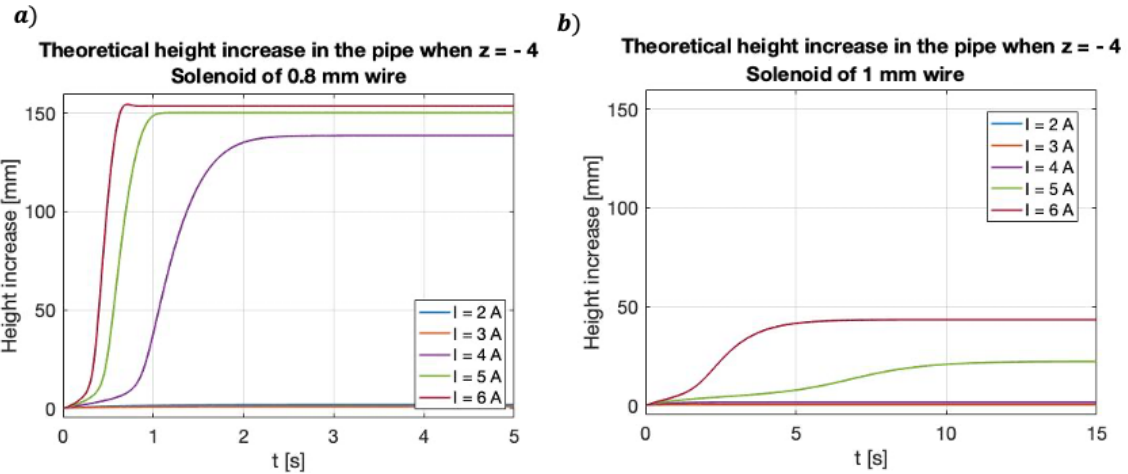 a)
Theoretical height increase in the pipe when z = - 4
Solenoid of 0.8 mm wire
Height increase [mm]
150
100
50
0
0 1 2 3 4 5
t [s]
I = 2 A
I = 3 A
I = 4 A
I = 5 A
I = 6 A
b)
Theoretical height increase in the pipe when z = - 4
Solenoid of 1 mm wire
Height increase [mm]
150
100
50
0
0 5 10 15
t [s]
I = 2 A
I = 3 A
I = 4 A
I = 5 A
I = 6 A